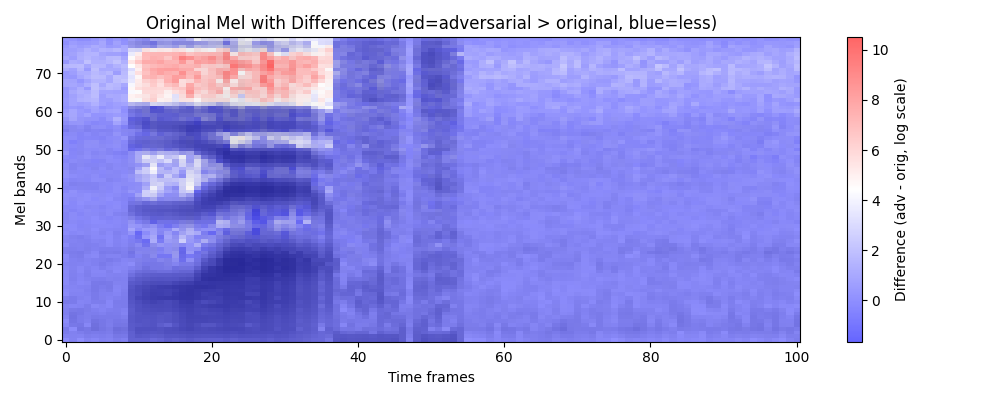 Original Mel with Differences (red=adversarial > original, blue=less)
Mel bands
70
60
50
40
30
20
10
0
0 20 40 60 80 100
Time frames
10
8
6
4
2
0
Difference (adv - orig, log scale)